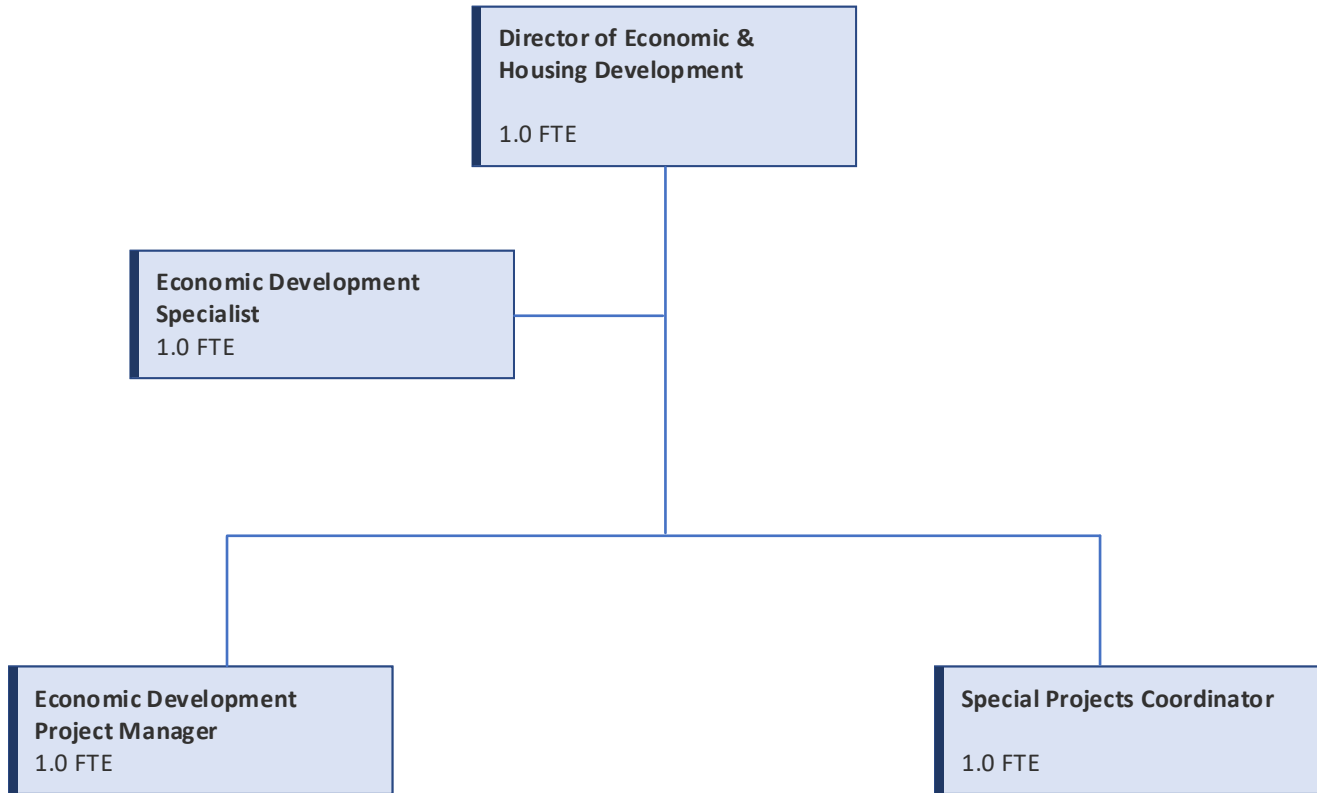 Director of Economic &
Housing Development
1.0 FTE
Economic Development
Specialist
1.0 FTE
Economic Development
Project Manager
1.0 FTE
Special Projects Coordinator
1.0 FTE